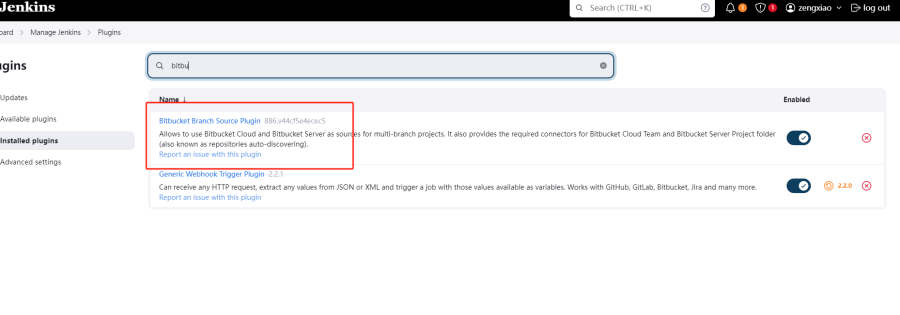 Jenkins
Search (CTRL+K)
1
1
zengxiao
log out
oard > Manage Jenkins > Plugins
ugins
bitbu
Updates
Available plugins
Installed plugins
Advanced settings
Name ↓
Enabled
Bitbucket Branch Source Plugin 886.v44cf5e4ecec5
Allows to use Bitbucket Cloud and Bitbucket Server as sources for multi-branch projects. It also provides the required connectors for Bitbucket Cloud Team and Bitbucket Server Project folder
(also known as repositories auto-discovering).
Report an issue with this plugin
Generic Webhook Trigger Plugin 2.2.1
Can receive any HTTP request, extract any values from JSON or XML and trigger a job with those values available as variables. Works with GitHub, GitLab, Bitbucket, Jira and many more.
2.2.0
Report an issue with this plugin